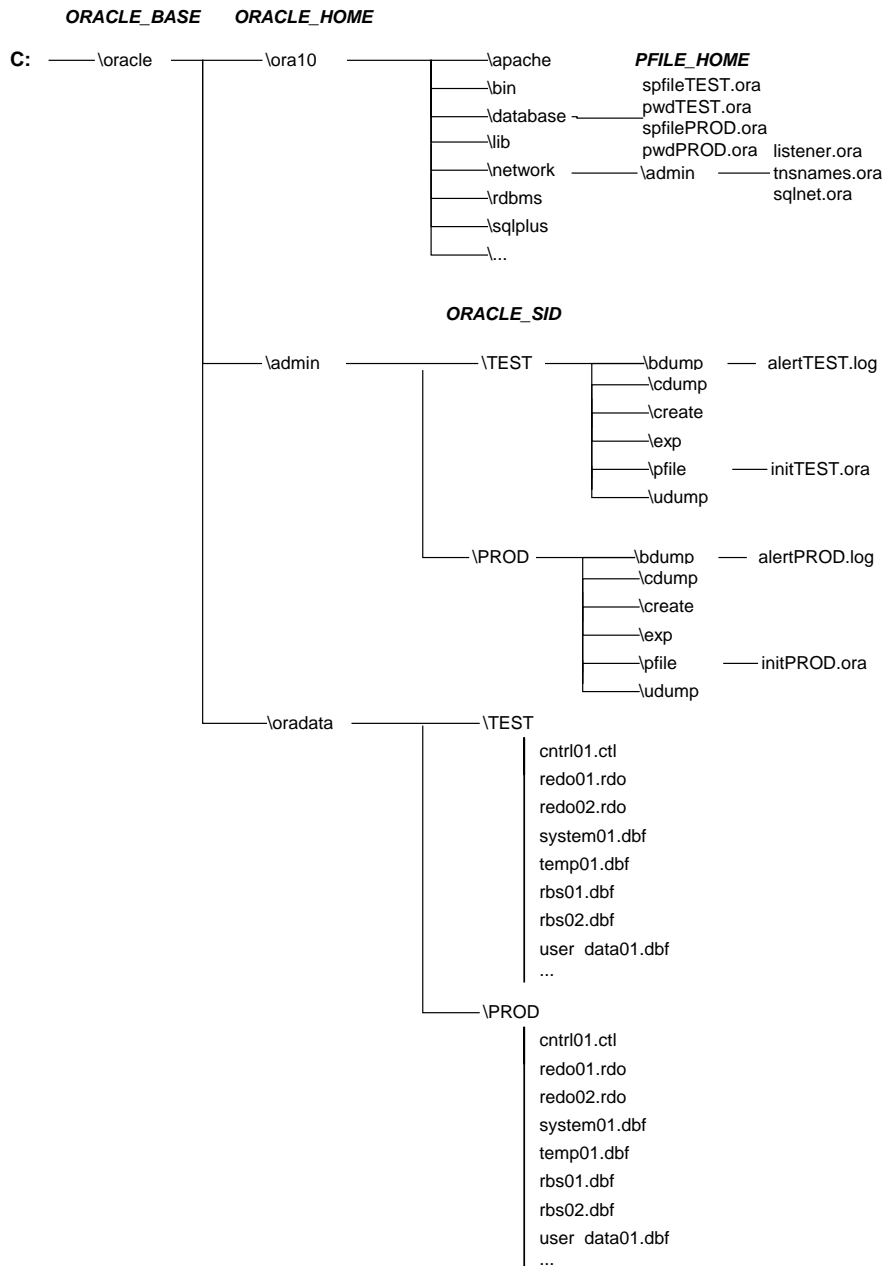 ORACLE_BASE ORACLE_HOME
C: \oracle \ora10 \apache PFILE_HOME
spfileTEST.ora
\bin
pwdTEST.ora
\database
spfilePROD.ora
\lib
pwdPROD.ora listener.ora
\network \admin tnsnames.ora
\rdbms sqlnet.ora
\sqlplus
\...
ORACLE_SID
\admin \TEST \bdump alertTEST.log
\cdump
\create
\exp
\pfile initTEST.ora
\udump
\PROD \bdump alertPROD.log
\cdump
\create
\exp
\pfile initPROD.ora
\udump
\oradata \TEST
cntrl01.ctl
redo01.rdo
redo02.rdo
system01.dbf
temp01.dbf
rbs01.dbf
rbs02.dbf
user data01.dbf
...
\PROD
cntrl01.ctl
redo01.rdo
redo02.rdo
system01.dbf
temp01.dbf
rbs01.dbf
rbs02.dbf
user data01.dbf
...